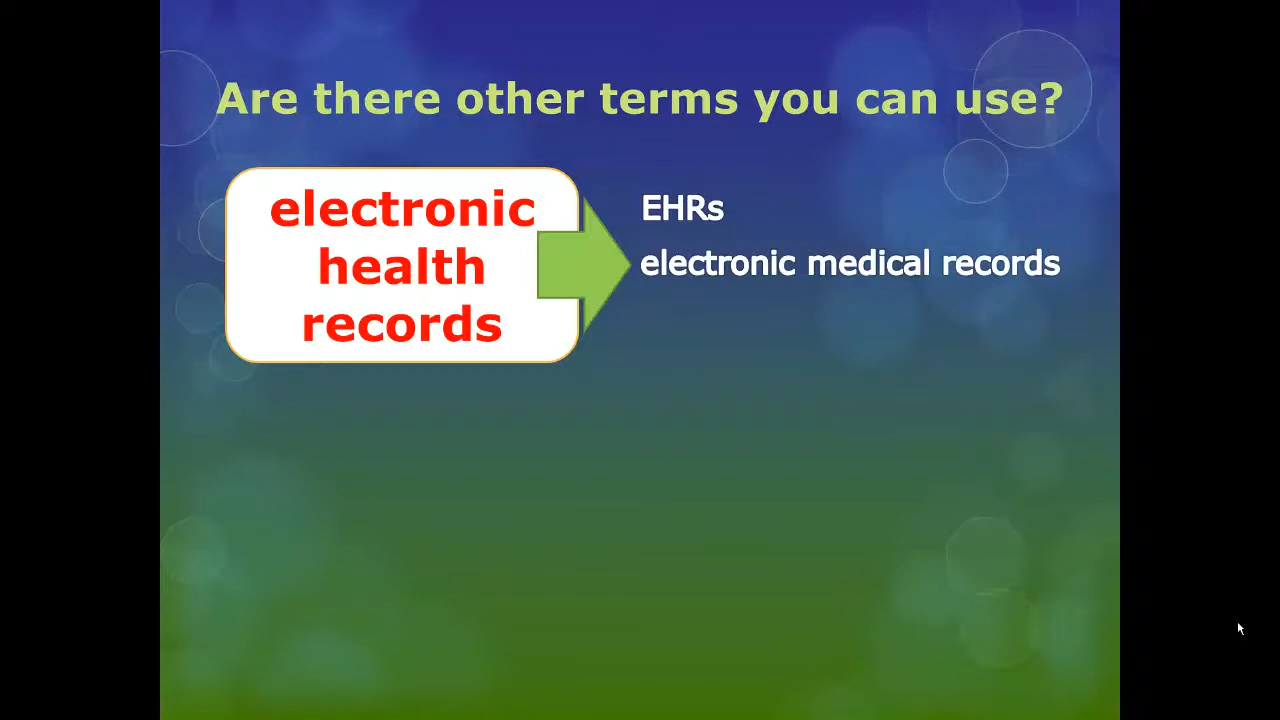 Are there other terms you can use?
electronic
health
records
EHRs
electronic medical records